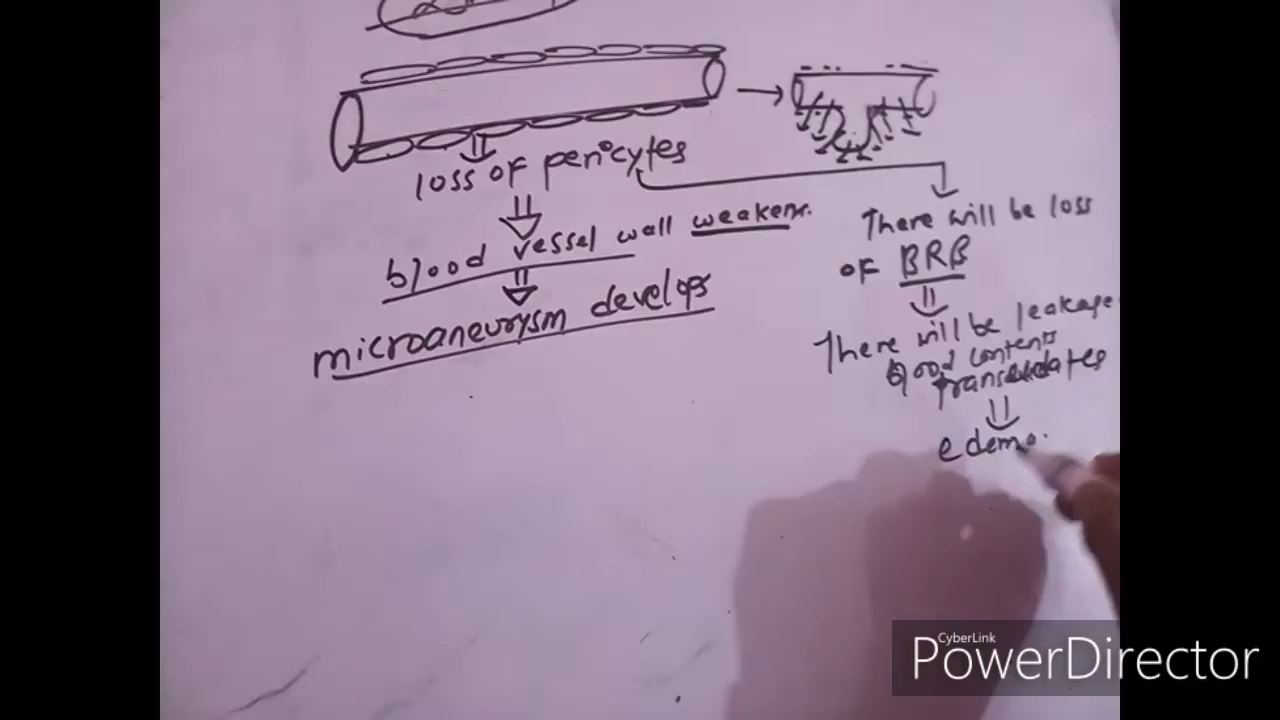 loss of pericytes
blood vessel wall weakens.
microaneurysm develops
There will be loss
of BRB
There will be leakage
blood contents
transudates
edema.
CyberLink
PowerDirector